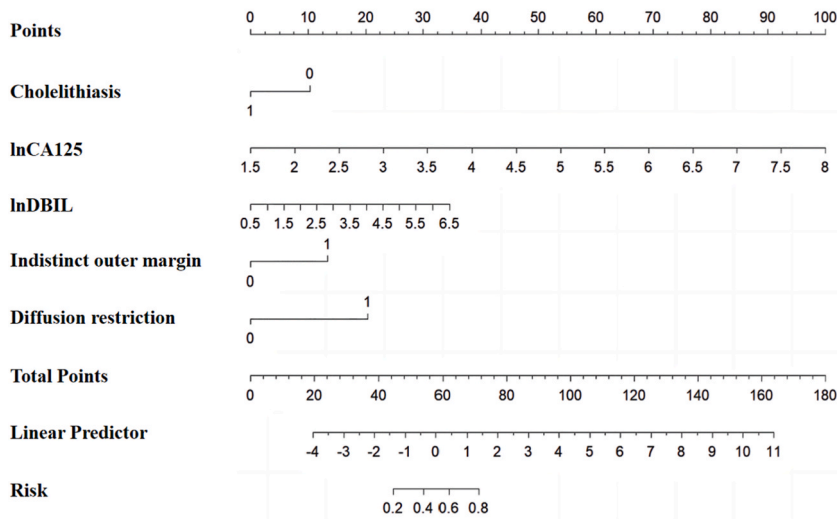 Points 0 10 20 30 40 50 60 70 80 90 100
Cholelithiasis 0
1
lnCA125 1.5 2 2.5 3 3.5 4 4.5 5 5.5 6 6.5 7 7.5 8
lnDBIL 0.5 1.5 2.5 3.5 4.5 5.5 6.5
Indistinct outer margin 1
0
Diffusion restriction 1
0
Total Points 0 20 40 60 80 100 120 140 160 180
Linear Predictor -4 -3 -2 -1 0 1 2 3 4 5 6 7 8 9 10 11
Risk 0.2 0.4 0.6 0.8